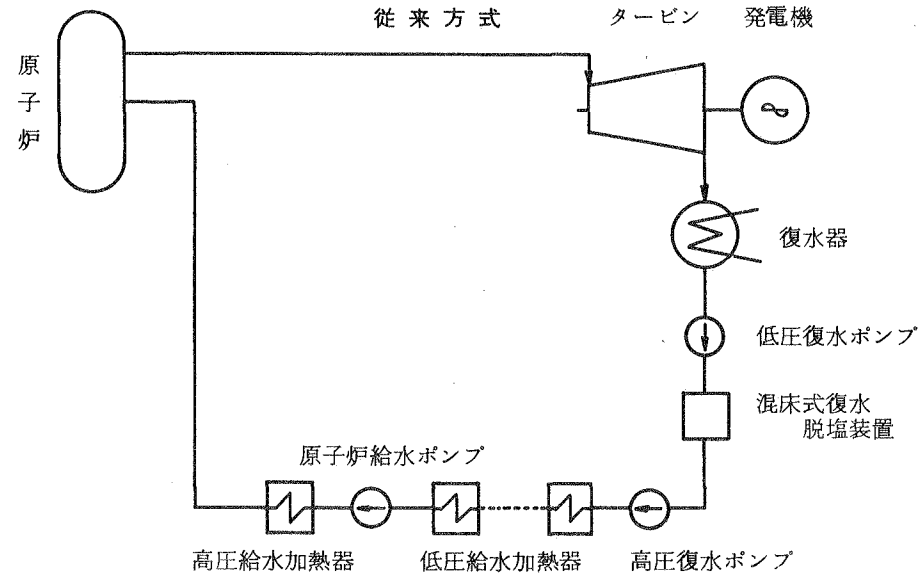 従来方式
タービン
発電機
原子炉
復水器
低圧復水ポンプ
混床式復水
脱塩装置
原子炉給水ポンプ
高圧給水加熱器
低圧給水加熱器
高圧復水ポンプ